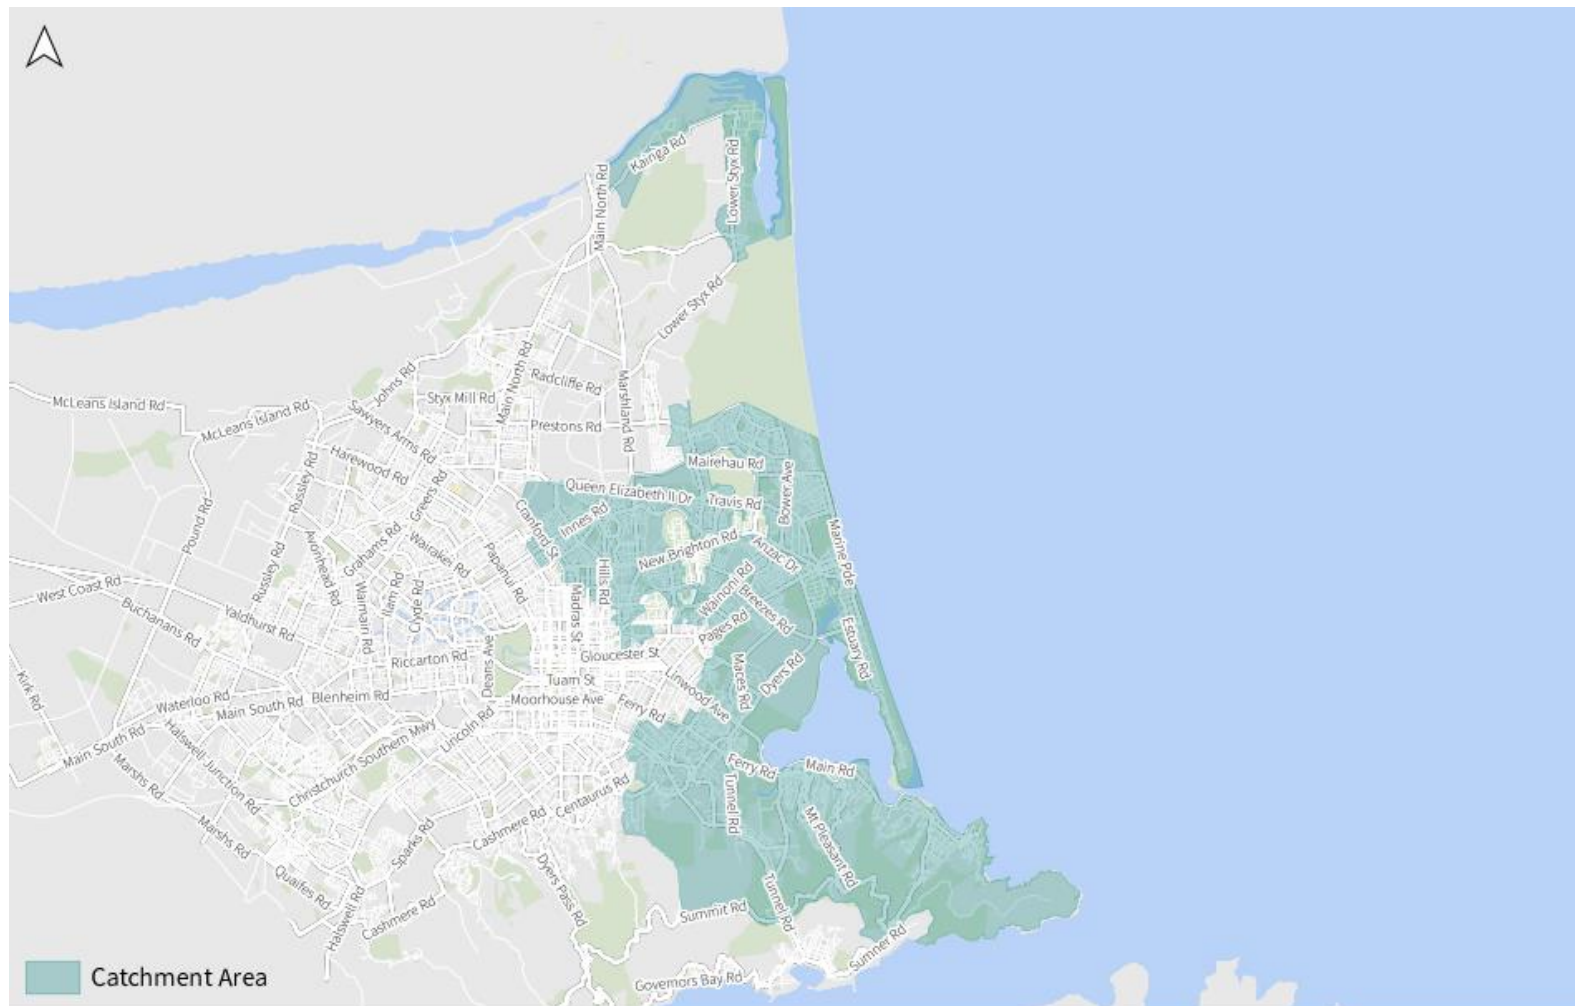 Kainga Rd
Lower Styx Rd
Main North Rd
Lower Styx Rd
Johns Rd
Main North Rd
Radcliffe Rd
Marshland Rd
Styx Mill Rd
McLeans Island Rd
McLeans Island Rd
Sawyers Arms Rd
Prestons Rd
Harewood Rd
Mairehau Rd
Bower Ave
Russley Rd
Greers Rd
Queen Elizabeth II Dr
Travis Rd
Pound Rd
Cranford St
Innes Rd
Marine Pde
Grahams Rd
Avonhead Rd
Wairakei Rd
Papanui Rd
New Brighton Rd
Anzac Dr
Russley Rd
West Coast Rd
Ilam Rd
Clyde Rd
Waimairi Rd
Hills Rd
Madras St
Wainoni Rd
Breezes Rd
Buchanans Rd
Yaldhurst Rd
Pages Rd
Estuary Rd
Riccarton Rd
Deans Ave
Gloucester St
Tuam St
Linwood Ave
Maces Rd
Dyers Rd
Kirk Rd
Waterloo Rd
Main South Rd
Blenheim Rd
Moorhouse Ave
Ferry Rd
Main South Rd
Halswell Junction Rd
Christchurch Southern Mwy
Lincoln Rd
Marshs Rd
Ferry Rd
Main Rd
Centaurus Rd
Tunnel Rd
Marshs Rd
Sparks Rd
Cashmere Rd
Mt Pleasant Rd
Quaifes Rd
Halswell Rd
Cashmere Rd
Dyers Pass Rd
Summit Rd
Tunnel Rd
Sumner Rd
Governors Bay Rd
Catchment Area